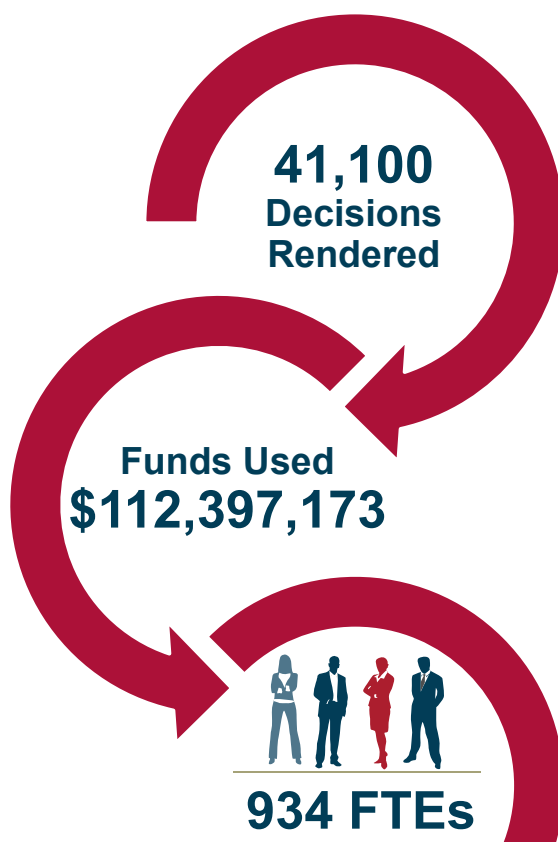 41,100
Decisions
Rendered
Funds Used
$112,397,173
934 FTEs